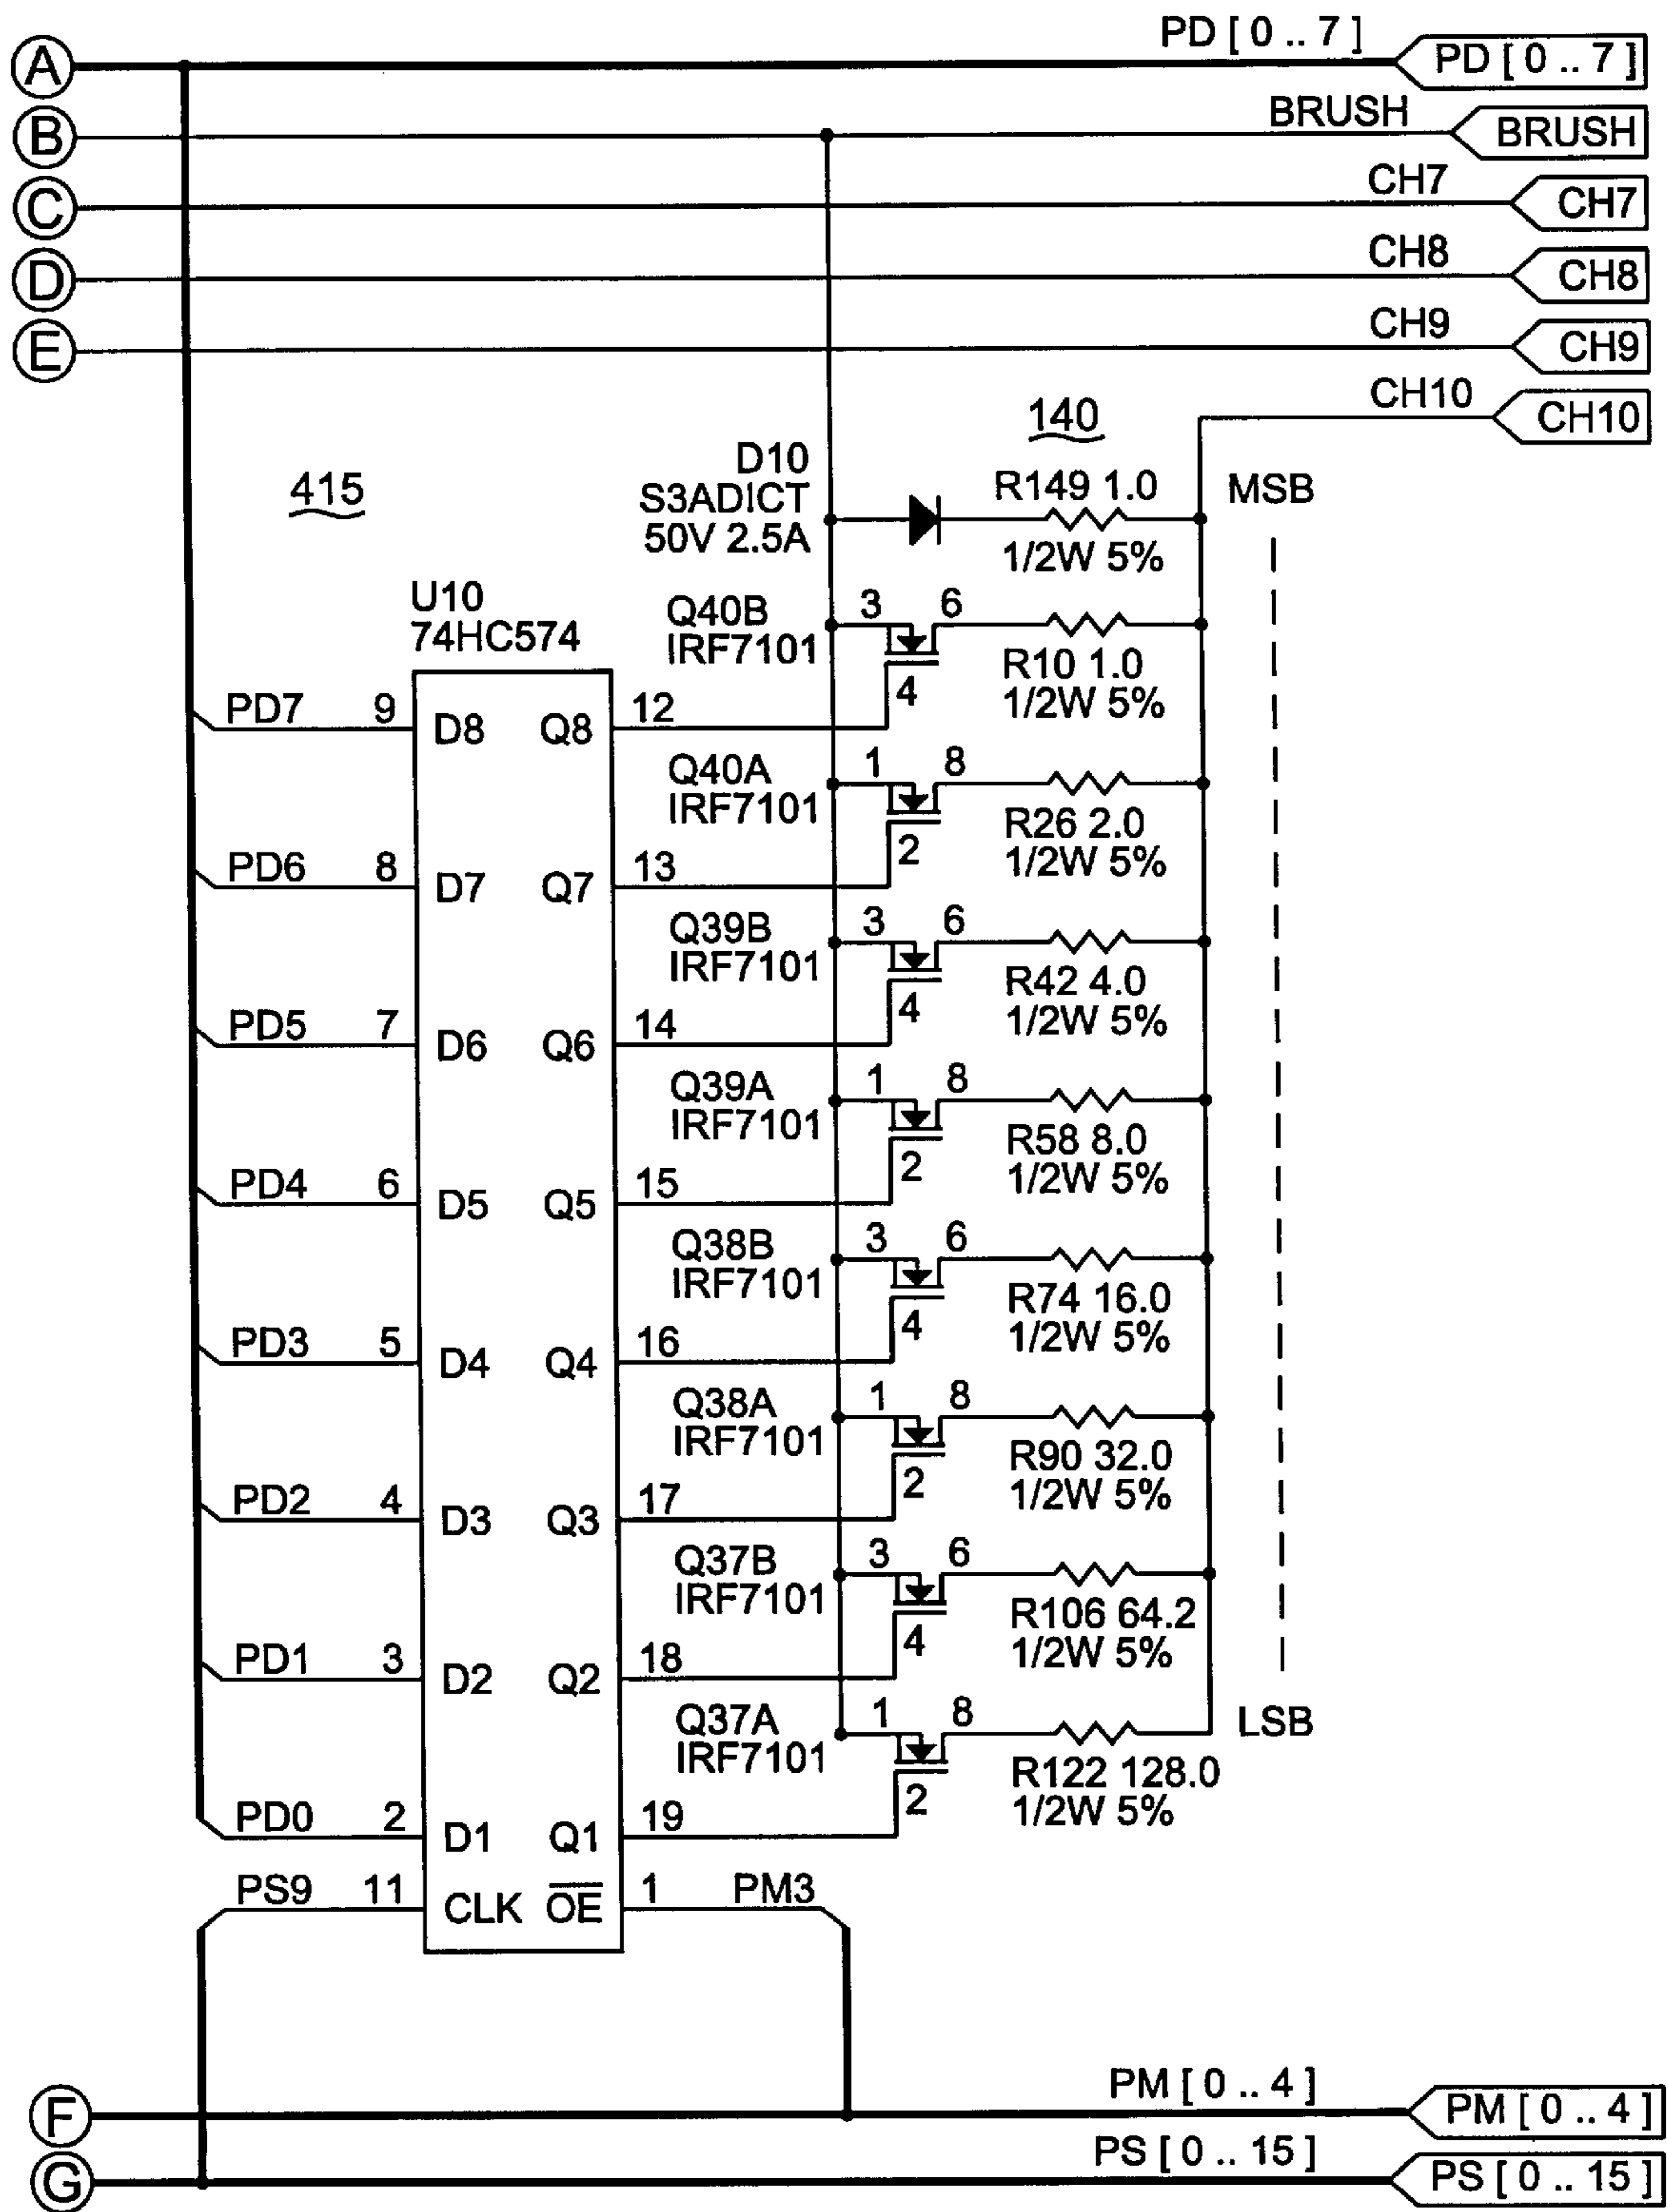 PD [ 0 .. 7 ]
A
PD [ 0 .. 7 ]
BRUSH
B
BRUSH
CH7
C
CH7
CH8
D
CH8
CH9
E
CH9
CH10
CH10
140
415
D10
S3ADICT
50V 2.5A
R149 1.0
1/2W 5%
MSB
U10
74HC574
Q40B
IRF7101
3
6
4
R10 1.0
1/2W 5%
PD7
9
D8
Q8
12
Q40A
IRF7101
1
8
2
R26 2.0
1/2W 5%
PD6
8
D7
Q7
13
Q39B
IRF7101
3
6
4
R42 4.0
1/2W 5%
PD5
7
D6
Q6
14
Q39A
IRF7101
1
8
2
R58 8.0
1/2W 5%
PD4
6
D5
Q5
15
Q38B
IRF7101
3
6
4
R74 16.0
1/2W 5%
PD3
5
D4
Q4
16
Q38A
IRF7101
1
8
2
R90 32.0
1/2W 5%
PD2
4
D3
Q3
17
Q37B
IRF7101
3
6
4
R106 64.2
1/2W 5%
PD1
3
D2
Q2
18
Q37A
IRF7101
1
8
2
R122 128.0
1/2W 5%
LSB
PD0
2
D1
Q1
19
PS9
11
CLK
OE
1
PM3
PM [ 0 .. 4 ]
F
PM [ 0 .. 4 ]
PS [ 0 .. 15 ]
G
PS [ 0 .. 15 ]